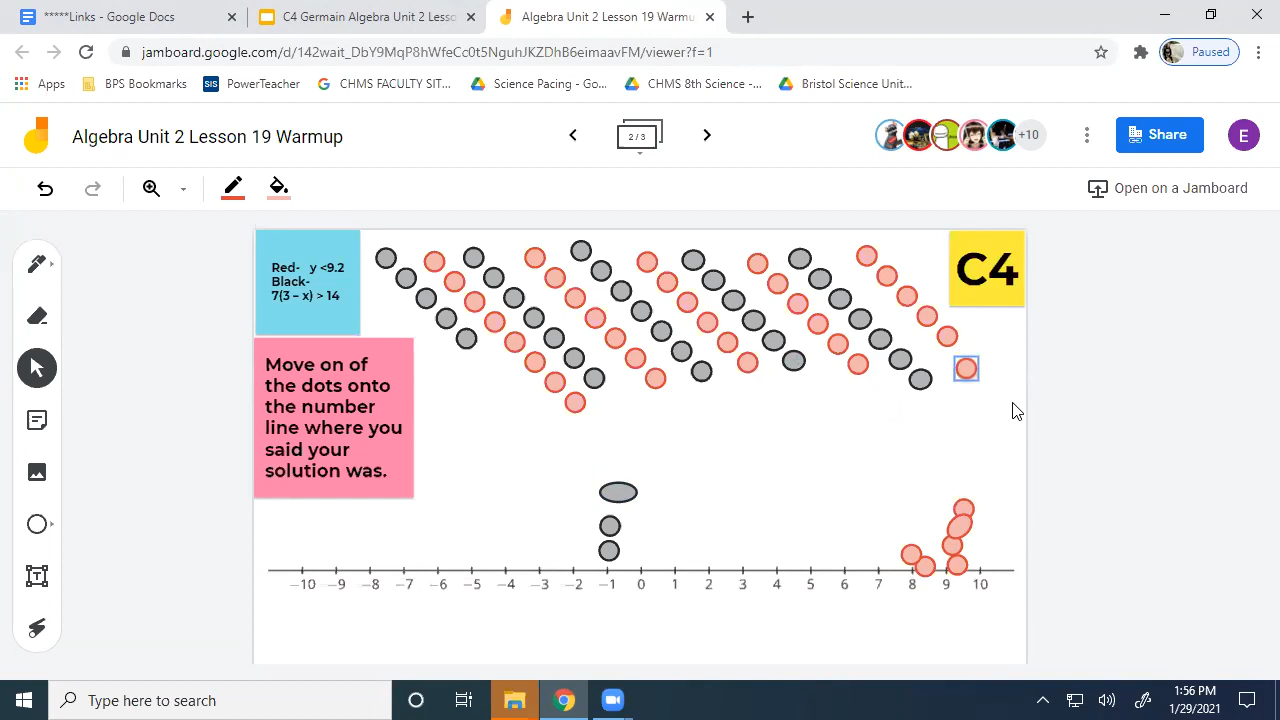 *****Links - Google Docs
C4 Germain Algebra Unit 2 Less
Algebra Unit 2 Lesson 19 Warmu
jamboard.google.com/d/142wait_DbY9MqP8hWfeCc0t5NguhJKZDhB6eimaavFM/viewer?f=1
Paused
Apps
BPS Bookmarks
SIS PowerTeacher
CHMS FACULTY SIT...
Science Pacing - Go...
CHMS 8th Science -...
Bristol Science Unit...
Algebra Unit 2 Lesson 19 Warmup
2 / 3
+10
Share
E
Open on a Jamboard
Red- y <9.2
Black-
7(3 – x) > 14
C4
Move on of
the dots onto
the number
line where you
said your
solution was.
−10 −9 −8 −7 −6 −5 −4 −3 −2 −1 0 1 2 3 4 5 6 7 8 9 10
Type here to search
1:56 PM
1/29/2021